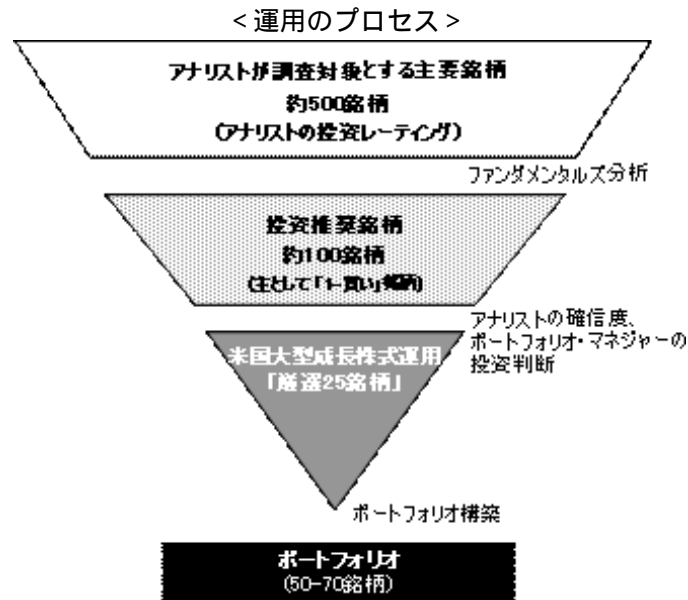 <運用のプロセス>
アナリストが調査対象とする主要銘柄
約500銘柄
(アナリストの投資レーティング)
ファンダメンタルズ分析
投資推奨銘柄
約100銘柄
(主として「1-買い」銘柄)
アナリストの確信度、
ポートフォリオ・マネジャーの
投資判断
米国大型成長株式運用
「厳選25銘柄」
ポートフォリオ構築
ポートフォリオ
(50-70銘柄)